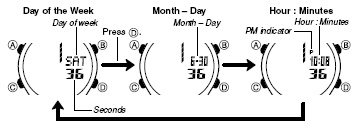 Day of the Week
Month – Day
Hour : Minutes
Day of week
Press Ⓓ.
Month – Day
PM indicator
Hour : Minutes
Ⓐ
Ⓑ
Ⓐ
Ⓑ
Ⓐ
Ⓑ
SAT
6-30
P
10:08
36
36
36
Ⓒ
Ⓓ
Ⓒ
Ⓓ
Ⓒ
Ⓓ
Seconds